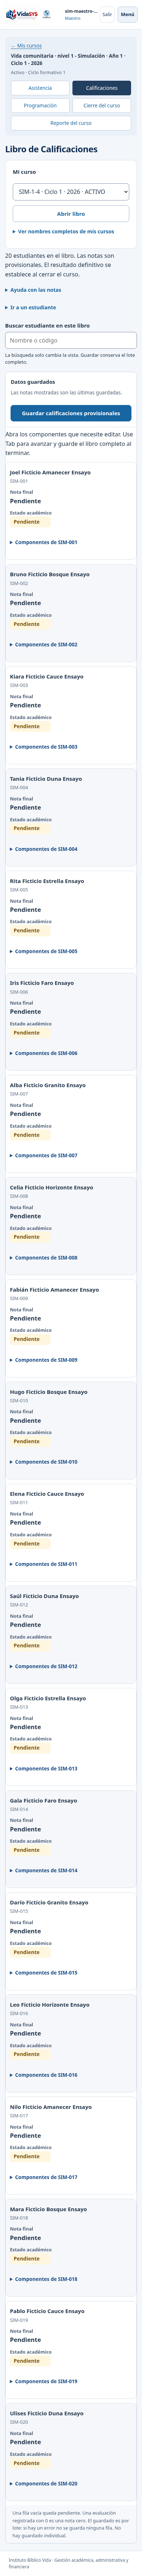 VidaSYS
sim-maestro-...
Maestro
Salir
Menú
← Mis cursos
Vida comunitaria · nivel 1 - Simulación · Año 1 ·
Ciclo 1 - 2026
Activo · Ciclo formativo 1
Asistencia
Calificaciones
Programación
Cierre del curso
Reporte del curso
Libro de Calificaciones
Mi curso
SIM-1-4 · Ciclo 1 · 2026 · ACTIVO
Abrir libro
▶ Ver nombres completos de mis cursos
20 estudiantes en el libro. Las notas son
provisionales. El resultado definitivo se
establece al cerrar el curso.
▶ Ayuda con las notas
▶ Ir a un estudiante
Buscar estudiante en este libro
Nombre o código
La búsqueda solo cambia la vista. Guardar conserva el lote
completo.
Datos guardados
Las notas mostradas son las últimas guardadas.
Guardar calificaciones provisionales
Abra los componentes que necesite editar. Use
Tab para avanzar y guarde el libro completo al
terminar.
Joel Ficticio Amanecer Ensayo
SIM-001
Nota final
Pendiente
Estado académico
Pendiente
▶ Componentes de SIM-001
Bruno Ficticio Bosque Ensayo
SIM-002
Nota final
Pendiente
Estado académico
Pendiente
▶ Componentes de SIM-002
Kiara Ficticio Cauce Ensayo
SIM-003
Nota final
Pendiente
Estado académico
Pendiente
▶ Componentes de SIM-003
Tania Ficticio Duna Ensayo
SIM-004
Nota final
Pendiente
Estado académico
Pendiente
▶ Componentes de SIM-004
Rita Ficticio Estrella Ensayo
SIM-005
Nota final
Pendiente
Estado académico
Pendiente
▶ Componentes de SIM-005
Iris Ficticio Faro Ensayo
SIM-006
Nota final
Pendiente
Estado académico
Pendiente
▶ Componentes de SIM-006
Alba Ficticio Granito Ensayo
SIM-007
Nota final
Pendiente
Estado académico
Pendiente
▶ Componentes de SIM-007
Celia Ficticio Horizonte Ensayo
SIM-008
Nota final
Pendiente
Estado académico
Pendiente
▶ Componentes de SIM-008
Fabián Ficticio Amanecer Ensayo
SIM-009
Nota final
Pendiente
Estado académico
Pendiente
▶ Componentes de SIM-009
Hugo Ficticio Bosque Ensayo
SIM-010
Nota final
Pendiente
Estado académico
Pendiente
▶ Componentes de SIM-010
Elena Ficticio Cauce Ensayo
SIM-011
Nota final
Pendiente
Estado académico
Pendiente
▶ Componentes de SIM-011
Saúl Ficticio Duna Ensayo
SIM-012
Nota final
Pendiente
Estado académico
Pendiente
▶ Componentes de SIM-012
Olga Ficticio Estrella Ensayo
SIM-013
Nota final
Pendiente
Estado académico
Pendiente
▶ Componentes de SIM-013
Gala Ficticio Faro Ensayo
SIM-014
Nota final
Pendiente
Estado académico
Pendiente
▶ Componentes de SIM-014
Darío Ficticio Granito Ensayo
SIM-015
Nota final
Pendiente
Estado académico
Pendiente
▶ Componentes de SIM-015
Leo Ficticio Horizonte Ensayo
SIM-016
Nota final
Pendiente
Estado académico
Pendiente
▶ Componentes de SIM-016
Nilo Ficticio Amanecer Ensayo
SIM-017
Nota final
Pendiente
Estado académico
Pendiente
▶ Componentes de SIM-017
Mara Ficticio Bosque Ensayo
SIM-018
Nota final
Pendiente
Estado académico
Pendiente
▶ Componentes de SIM-018
Pablo Ficticio Cauce Ensayo
SIM-019
Nota final
Pendiente
Estado académico
Pendiente
▶ Componentes de SIM-019
Ulises Ficticio Duna Ensayo
SIM-020
Nota final
Pendiente
Estado académico
Pendiente
▶ Componentes de SIM-020
Una fila vacía queda pendiente. Una evaluación
registrada con 0 es una nota cero. El guardado es por
lote: si hay un error no se guarda ninguna fila. No
hay guardado individual.
Instituto Bíblico Vida · Gestión académica, administrativa y
financiera